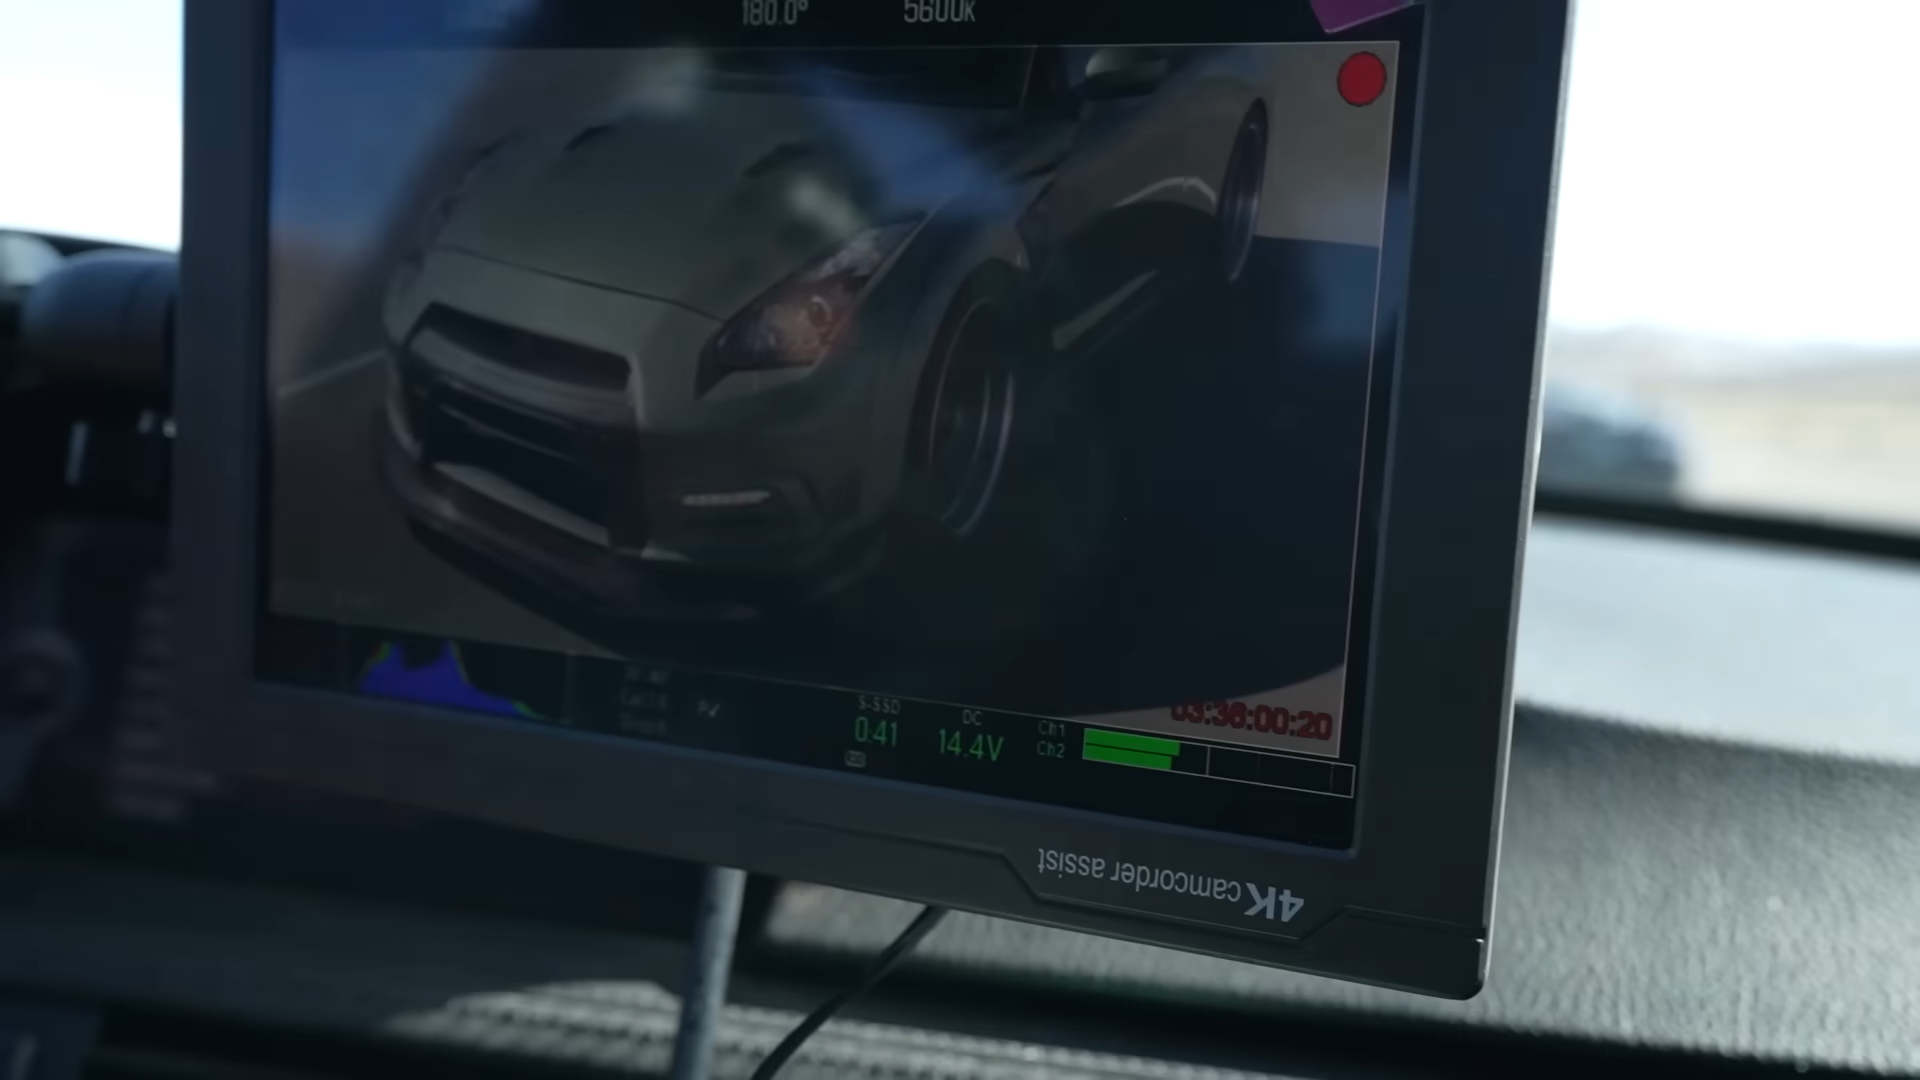 180.0° 5600K
S-SSD DC Ch1
0:41 14.4V Ch2
03:38:00:20
4K camcorder assist